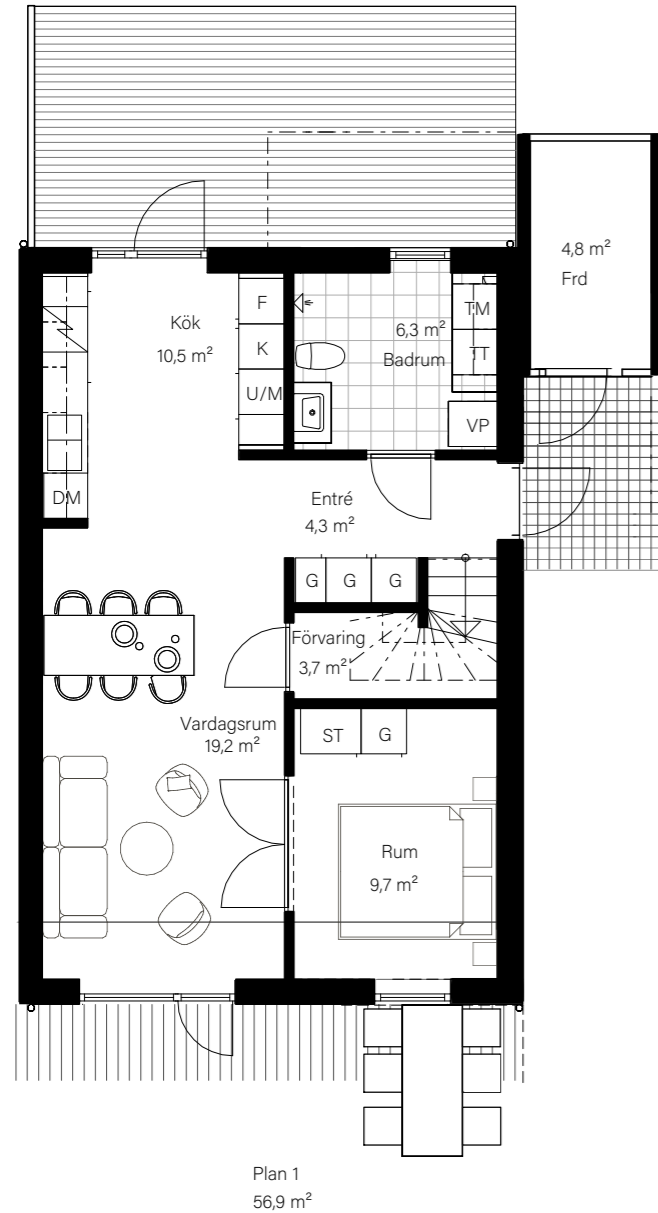 4,8 m²
Frd
F
Kök
10,5 m²
K
U/M
6,3 m²
Badrum
TM
TT
VP
DM
Entré
4,3 m²
G
G
G
Förvaring
3,7 m²
Vardagsrum
19,2 m²
ST
G
Rum
9,7 m²
Plan 1
56,9 m²